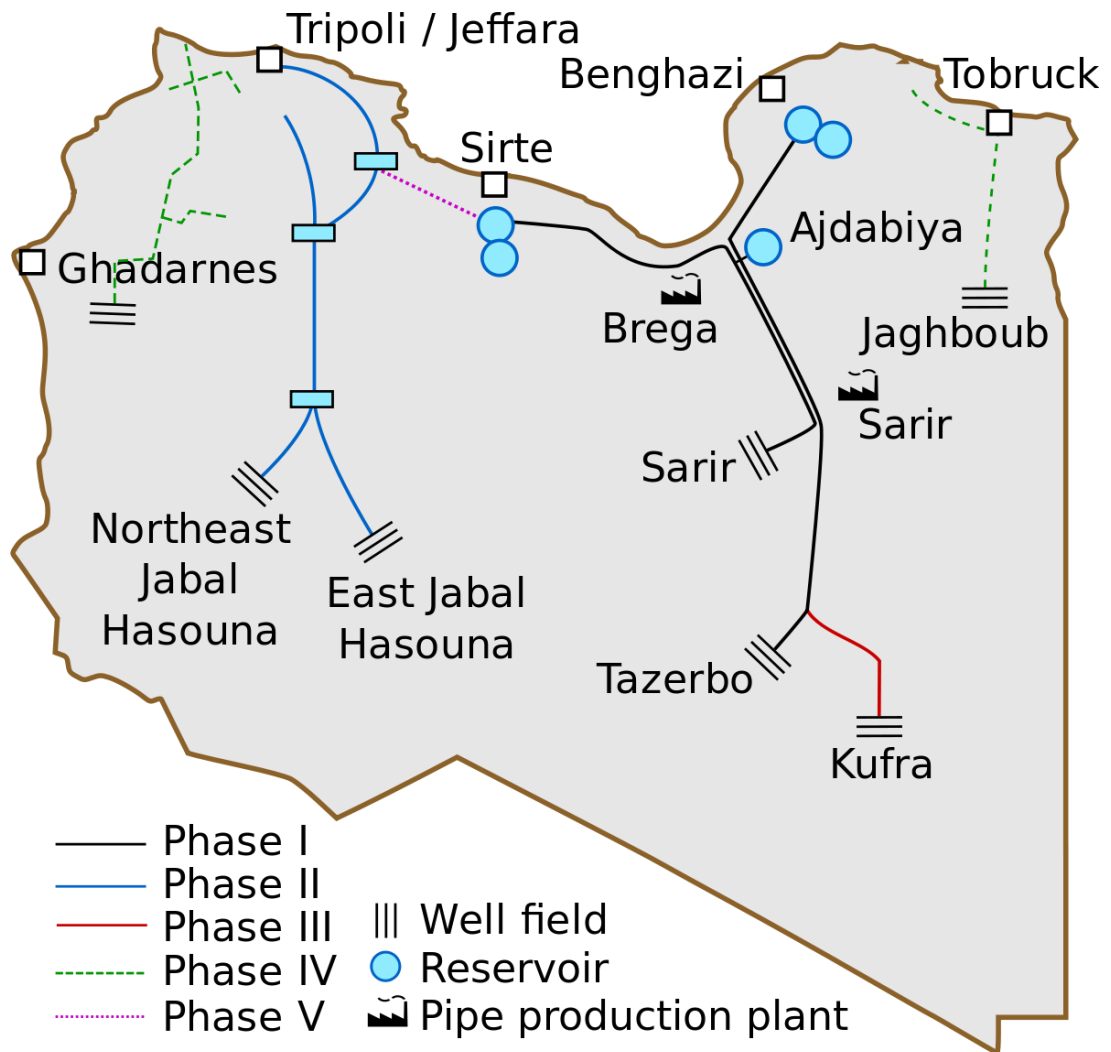 Tripoli / Jeffara
Benghazi
Tobruck
Sirte
Ajdabiya
Ghadarnes
Brega
Jaghboub
Sarir
Sarir
Northeast
Jabal
Hasouna
East Jabal
Hasouna
Tazerbo
Kufra
Phase I
Phase II
Phase III
Phase IV
Phase V
Well field
Reservoir
Pipe production plant